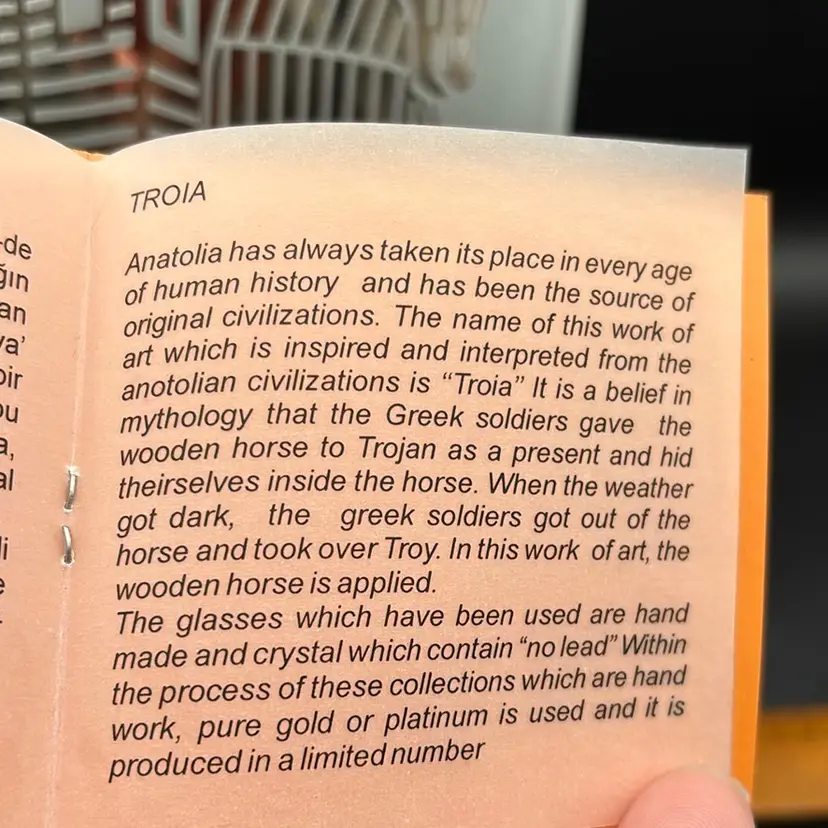 TROIA
Anatolia has always taken its place in every age
of human history and has been the source of
original civilizations. The name of this work of
art which is inspired and interpreted from the
anotolian civilizations is “Troia” It is a belief in
mythology that the Greek soldiers gave the
wooden horse to Trojan as a present and hid
theirselves inside the horse. When the weather
got dark, the greek soldiers got out of the
horse and took over Troy. In this work of art, the
wooden horse is applied.
The glasses which have been used are hand
made and crystal which contain “no lead” Within
the process of these collections which are hand
work, pure gold or platinum is used and it is
produced in a limited number